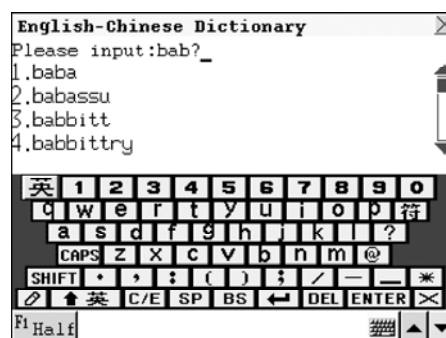 English-Chinese Dictionary
Please input:bab?_
1.baba
2.babassu
3.babbitt
4.babbittry
英 1 2 3 4 5 6 7 8 9 0
q w e r t y u i o p 符
a s d f g h j k l ?
CAPS z x c v b n m @
SHIFT · , : ( ) ; / — _ *
英 C/E SP BS DEL ENTER
F1 Half